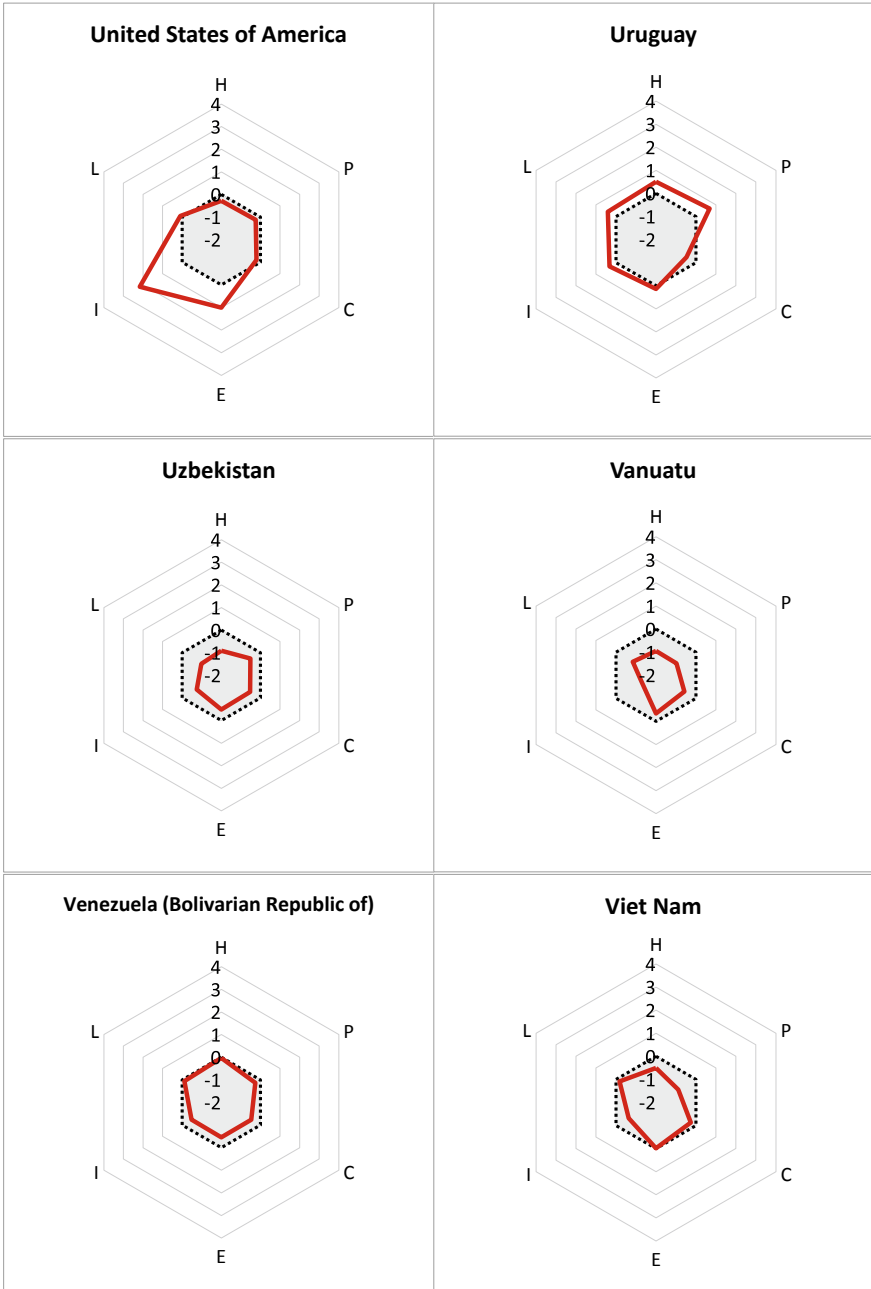 United States of America
H
4
3
2
1
0
-1
-2
L
P
I
C
E
Uruguay
H
4
3
2
1
0
-1
-2
L
P
I
C
E
Uzbekistan
H
4
3
2
1
0
-1
-2
L
P
I
C
E
Vanuatu
H
4
3
2
1
0
-1
-2
L
P
I
C
E
Venezuela (Bolivarian Republic of)
H
4
3
2
1
0
-1
-2
L
P
I
C
E
Viet Nam
H
4
3
2
1
0
-1
-2
L
P
I
C
E